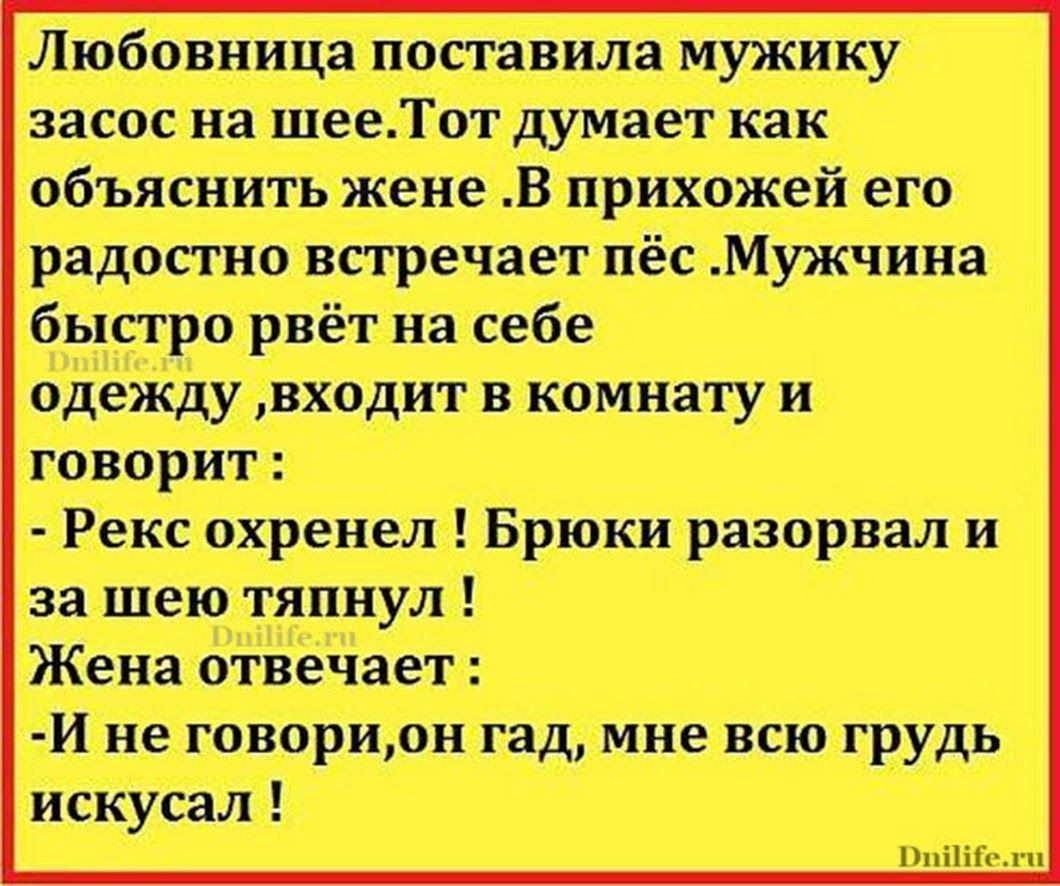 Любовница поставила мужику
засос на шее.Тот думает как
объяснить жене .В прихожей его
радостно встречает пёс .Мужчина
быстро рвёт на себе
Dnilife.ru
одежду ,входит в комнату и
говорит :
- Рекс охренел ! Брюки разорвал и
за шею тяпнул !
Dnilife.ru
Жена отвечает :
-И не говори,он гад, мне всю грудь
искусал !
Dnilife.ru